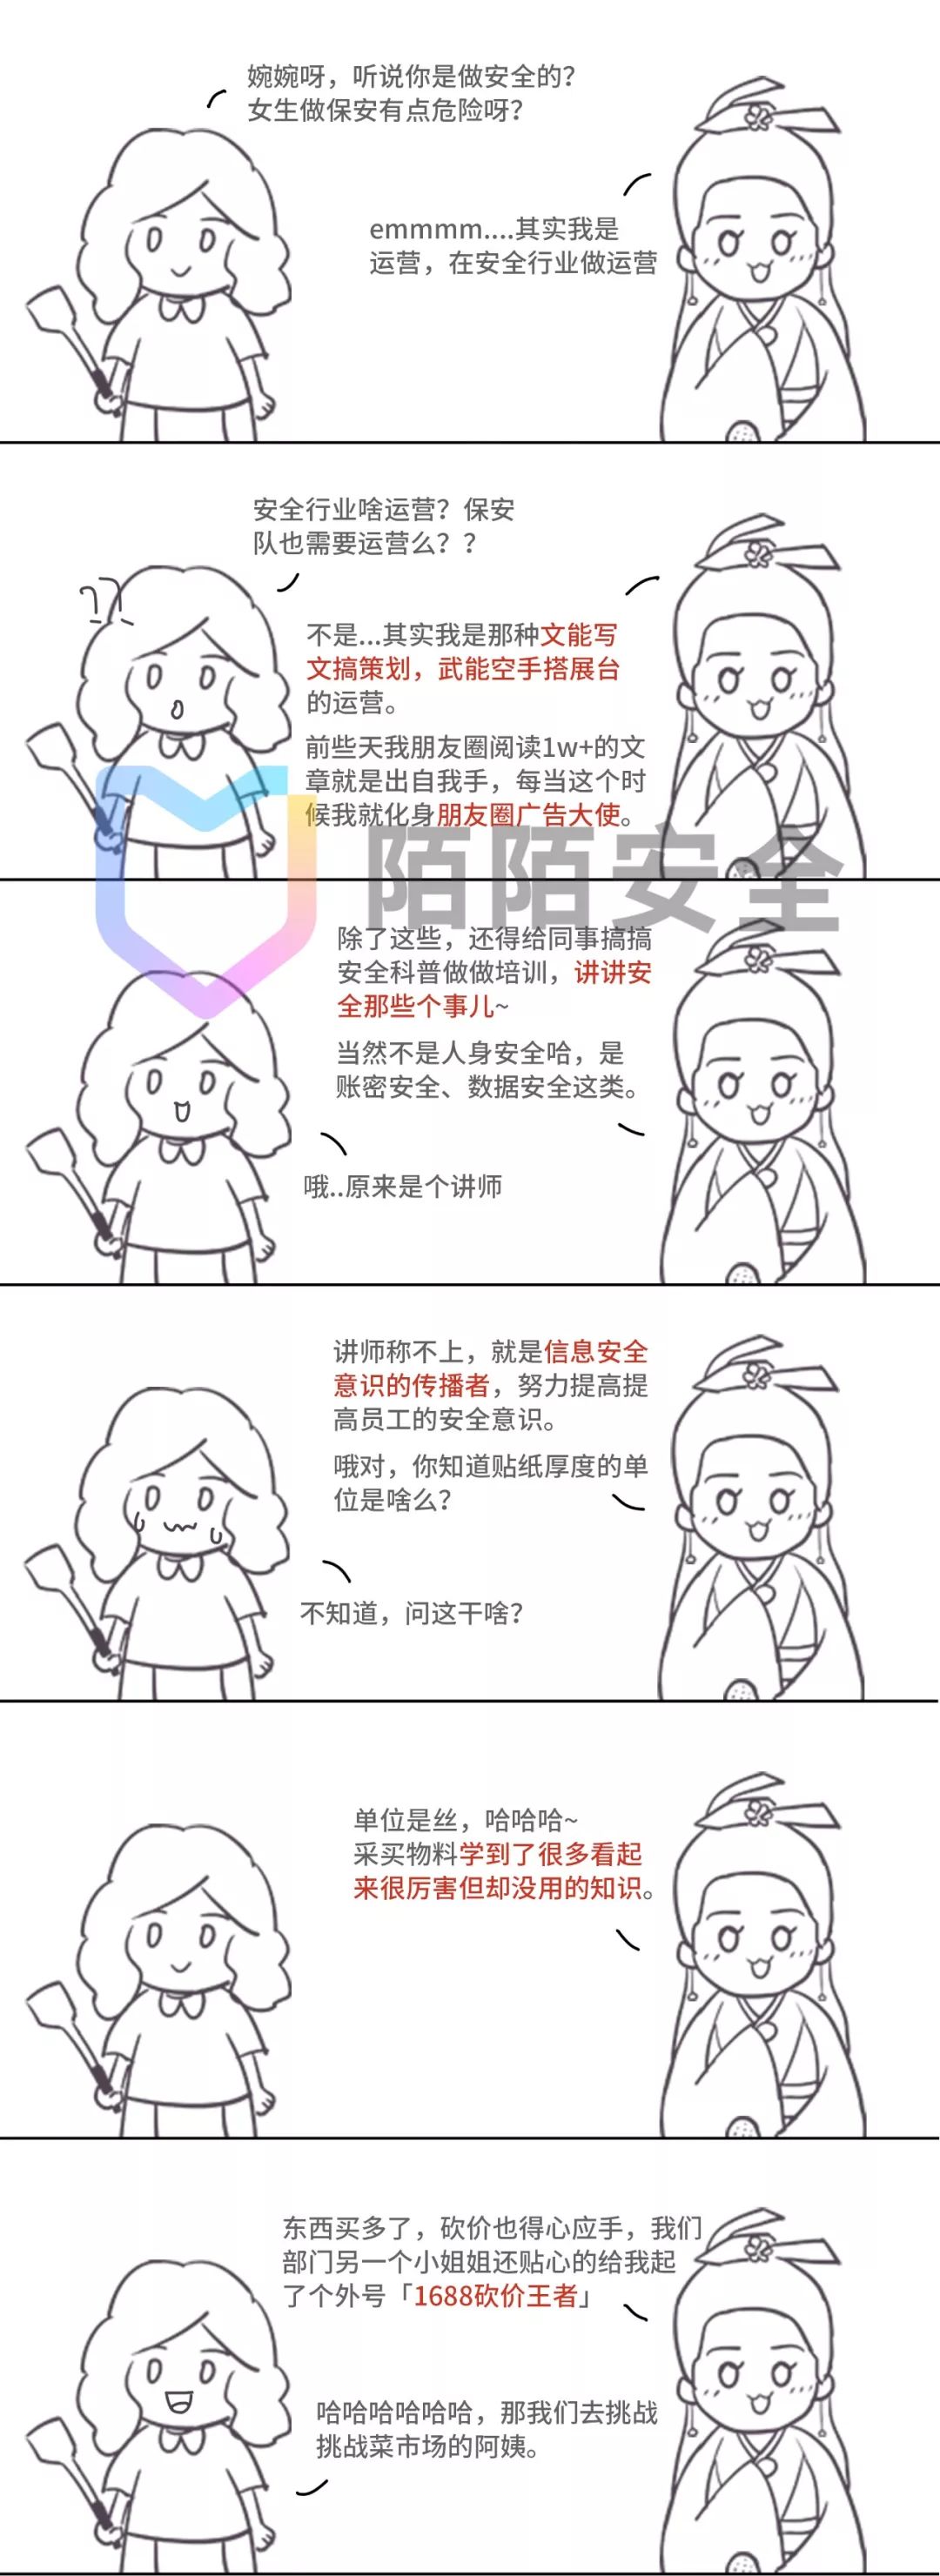 婉婉呀，听说你是做安全的？
女生做保安有点危险呀？
emmmm....其实我是
运营，在安全行业做运营
安全行业啥运营？保安
队也需要运营么？？
??
不是...其实我是那种文能写
文搞策划，武能空手搭展台
的运营。
前些天我朋友圈阅读1w+的文
章就是出自我手，每当这个时
候我就化身朋友圈广告大使。
陌陌安全
除了这些，还得给同事搞搞
安全科普做做培训，讲讲安
全那些个事儿~
当然不是人身安全哈，是
账密安全、数据安全这类。
哦..原来是个讲师
讲师称不上，就是信息安全
意识的传播者，努力提高提
高员工的安全意识。
哦对，你知道贴纸厚度的单
位是啥么？
不知道，问这干啥？
单位是丝，哈哈哈~
采买物料学到了很多看起
来很厉害但却没用的知识。
东西买多了，砍价也得心应手，我们
部门另一个小姐姐还贴心的给我起
了个外号「1688砍价王者」
哈哈哈哈哈哈，那我们去挑战
挑战菜市场的阿姨。